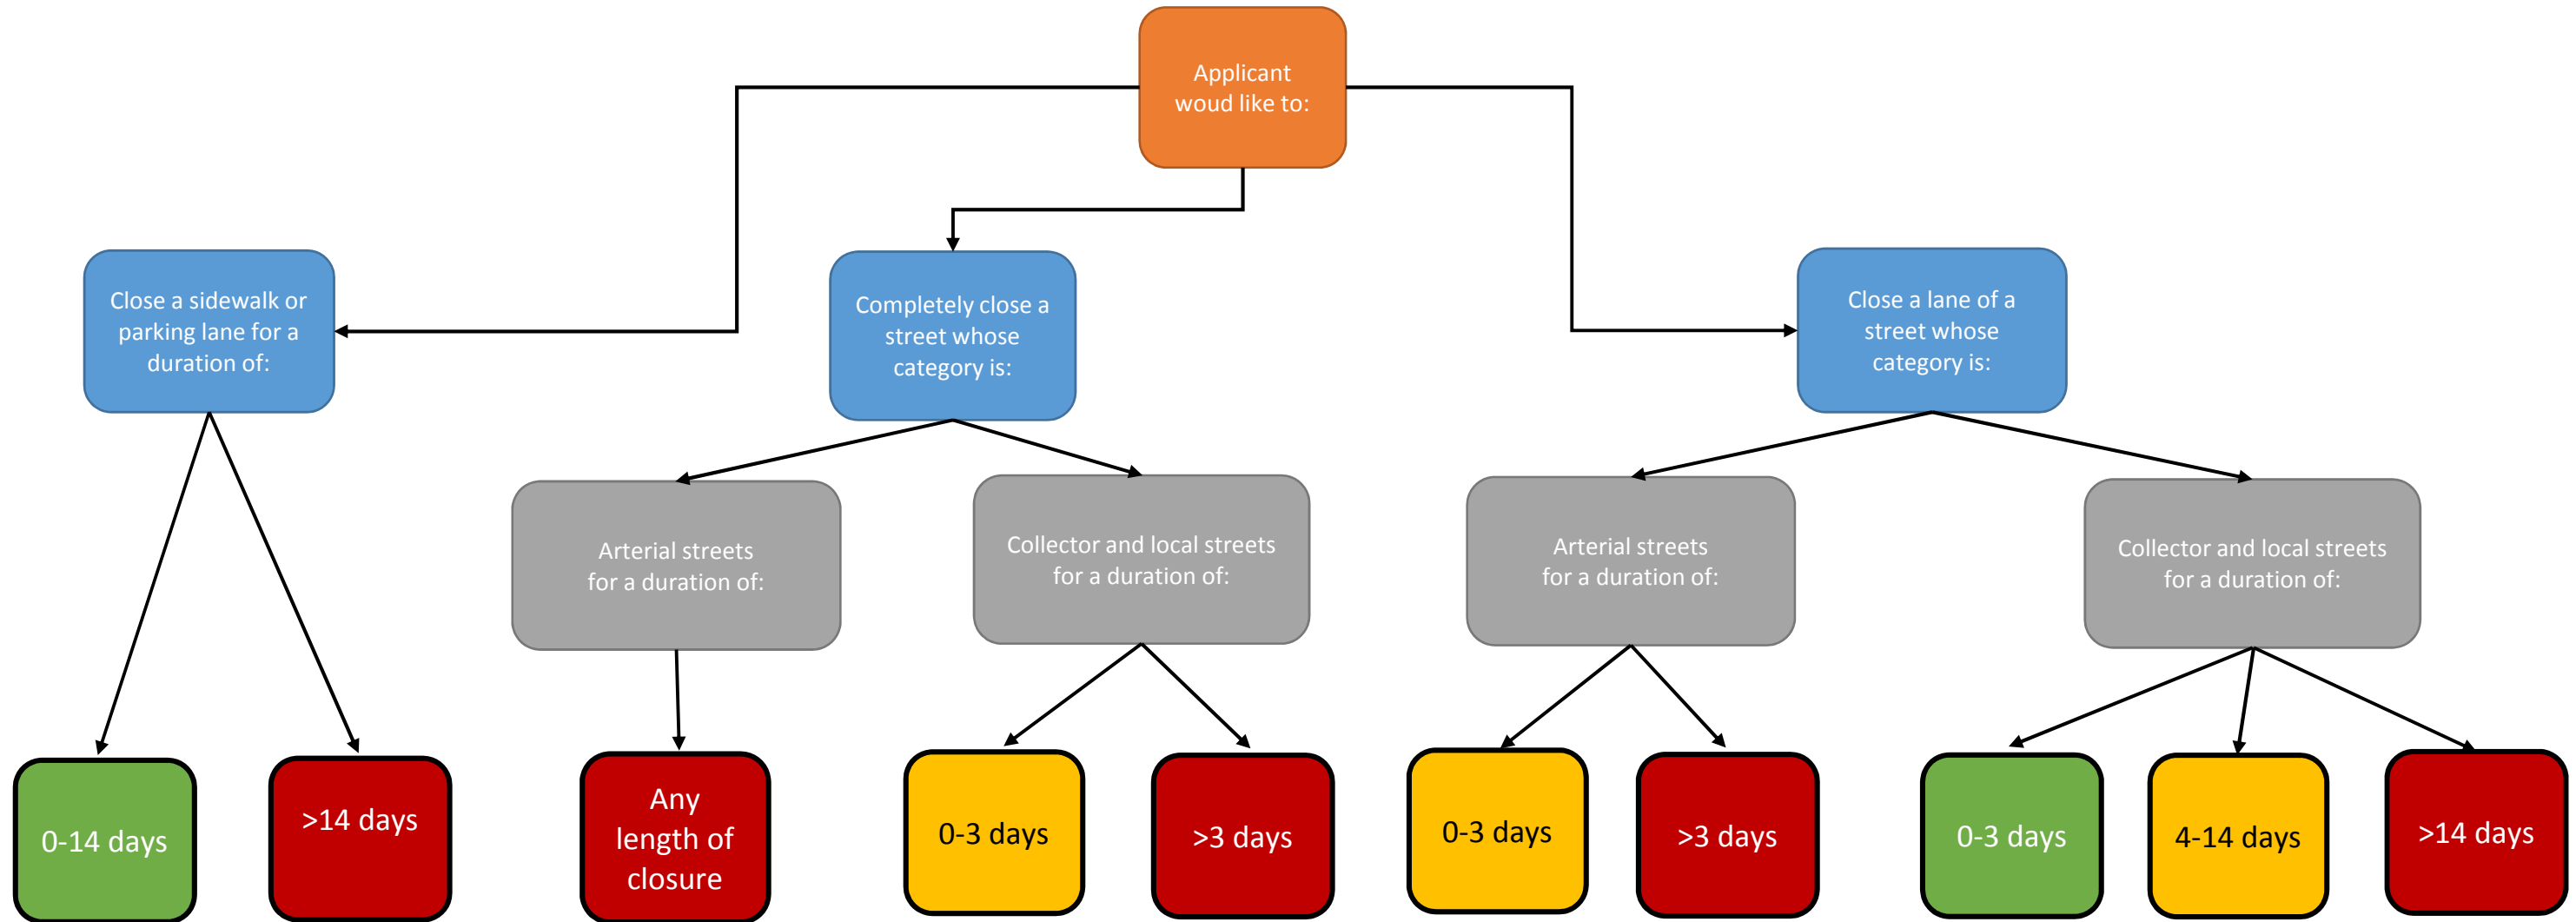 Applicant
woud like to:
Close a sidewalk or
parking lane for a
duration of:
Completely close a
street whose
category is:
Close a lane of a
street whose
category is:
Arterial streets
for a duration of:
Collector and local streets
for a duration of:
Arterial streets
for a duration of:
Collector and local streets
for a duration of:
0-14 days
>14 days
Any
length of
closure
0-3 days
>3 days
0-3 days
>3 days
0-3 days
4-14 days
>14 days